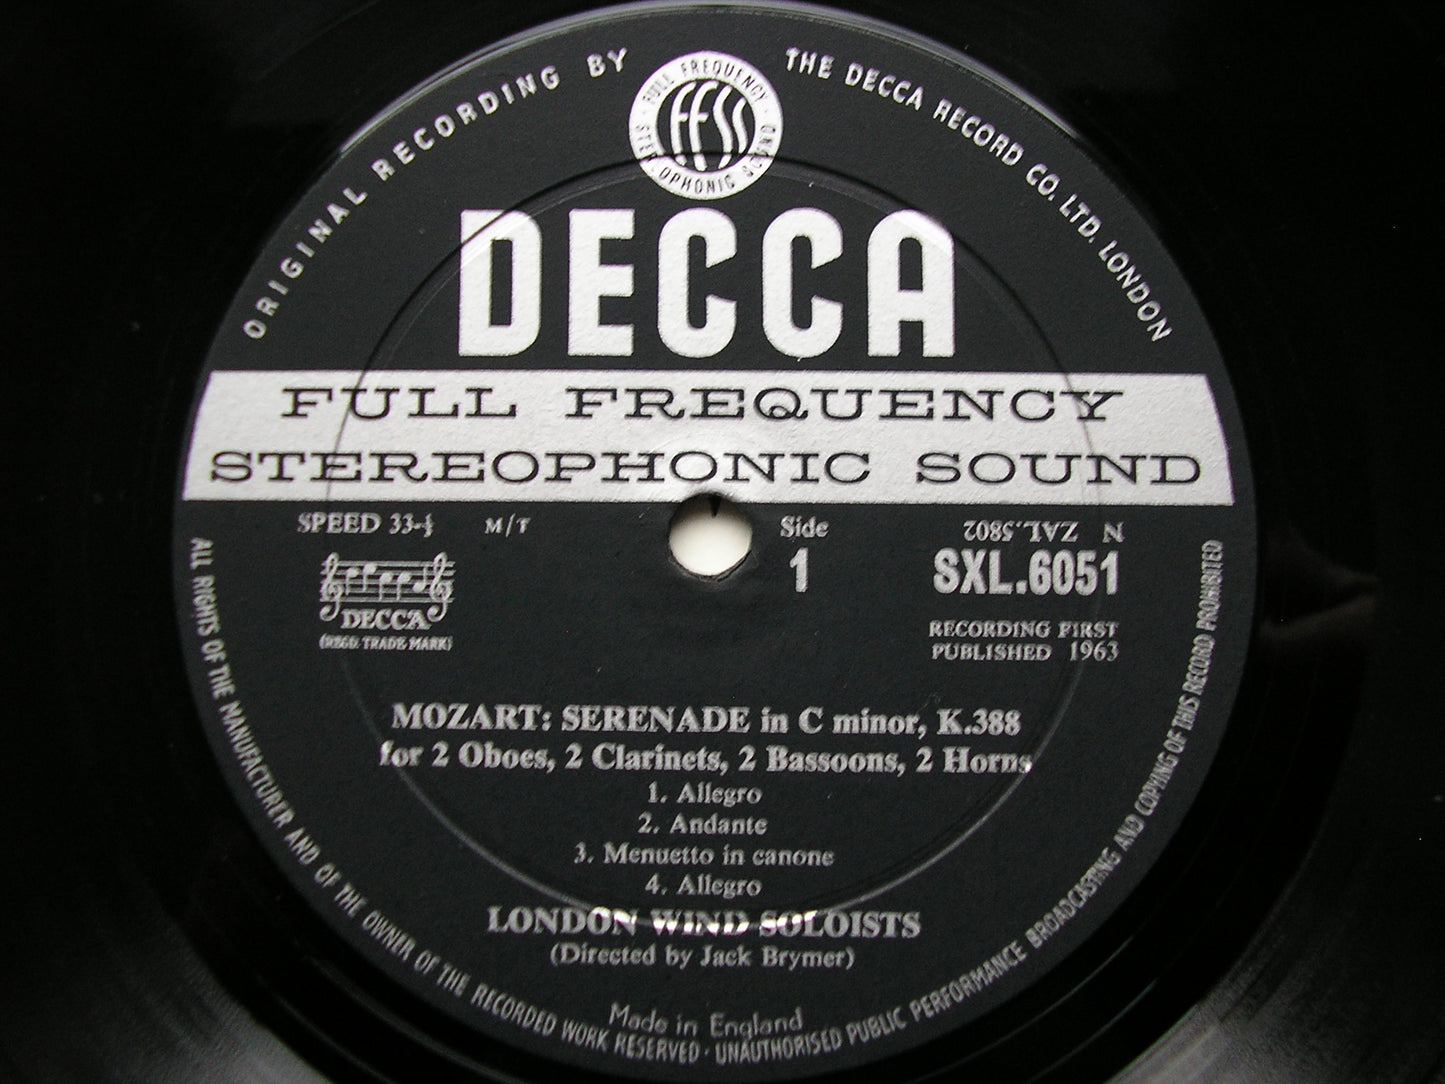 ORIGINAL RECORDING BY THE DECCA RECORD CO. LTD. LONDON
FULL FREQUENCY STEREOPHONIC SOUND
FFSS
DECCA
FULL FREQUENCY
STEREOPHONIC SOUND
SPEED 33-⅓ M/T
Side
1
N ZAL.5802
SXL.6051
DECCA
(REGD. TRADE MARK)
RECORDING FIRST
PUBLISHED 1963
MOZART: SERENADE in C minor, K.388
for 2 Oboes, 2 Clarinets, 2 Bassoons, 2 Horns
1. Allegro
2. Andante
3. Menuetto in canone
4. Allegro
LONDON WIND SOLOISTS
(Directed by Jack Brymer)
Made in England
ALL RIGHTS OF THE MANUFACTURER AND OF THE OWNER OF THE RECORDED WORK RESERVED · UNAUTHORISED PUBLIC PERFORMANCE BROADCASTING AND COPYING OF THIS RECORD PROHIBITED